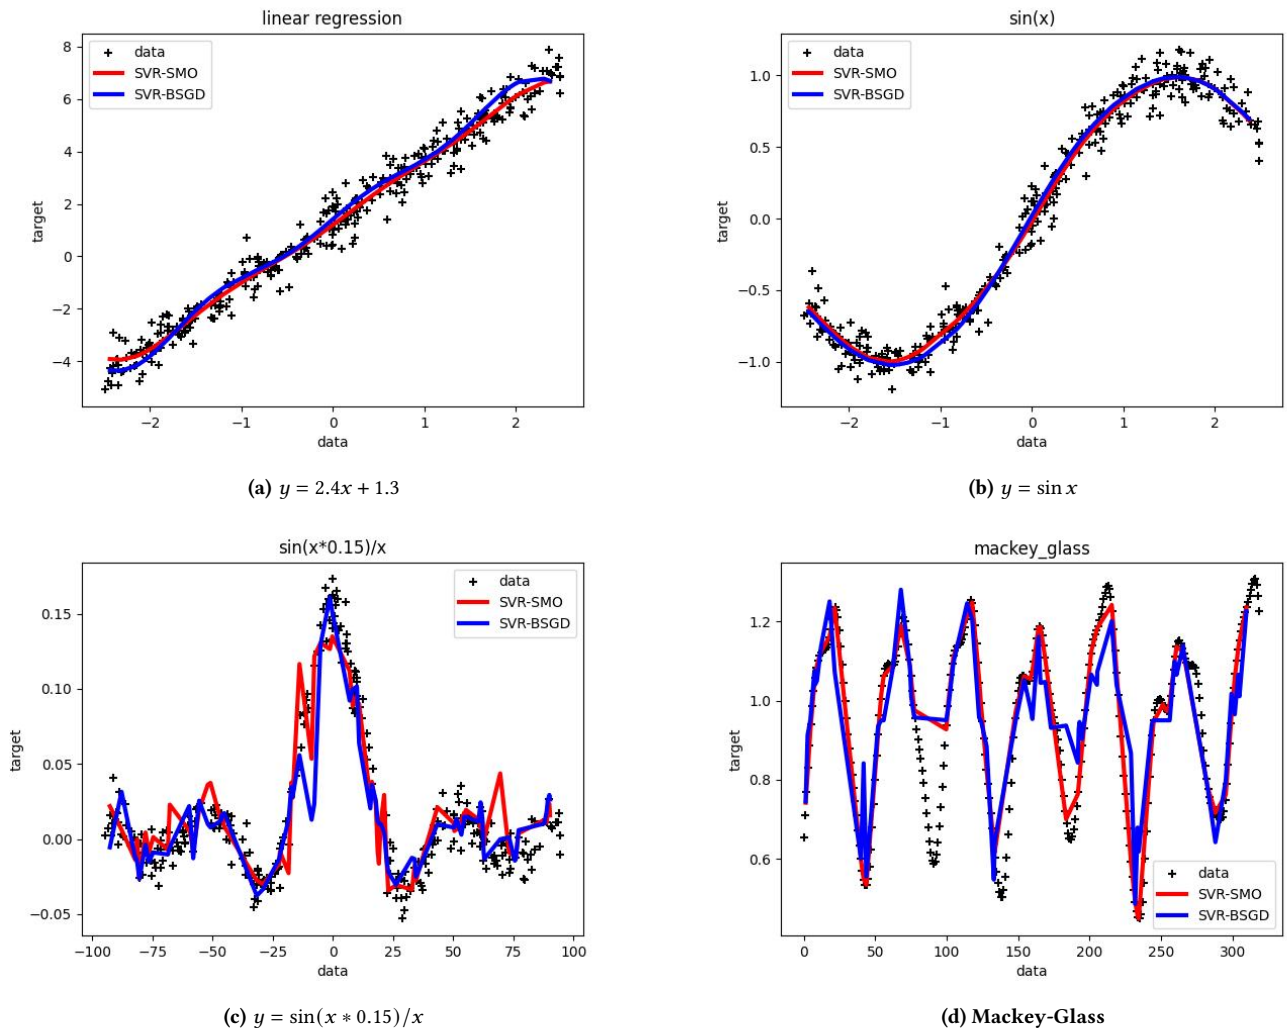 linear regression
8
6
4
2
0
−2
−4
target
data
SVR-SMO
SVR-BSGD
−2 −1 0 1 2
data
(a) y = 2.4x + 1.3
sin(x)
1.0
0.5
0.0
−0.5
−1.0
target
data
SVR-SMO
SVR-BSGD
−2 −1 0 1 2
data
(b) y = sin x
sin(x*0.15)/x
0.15
0.10
0.05
0.00
−0.05
target
data
SVR-SMO
SVR-BSGD
−100 −75 −50 −25 0 25 50 75 100
data
(c) y = sin(x * 0.15)/x
mackey_glass
1.2
1.0
0.8
0.6
target
data
SVR-SMO
SVR-BSGD
0 50 100 150 200 250 300
data
(d) Mackey-Glass